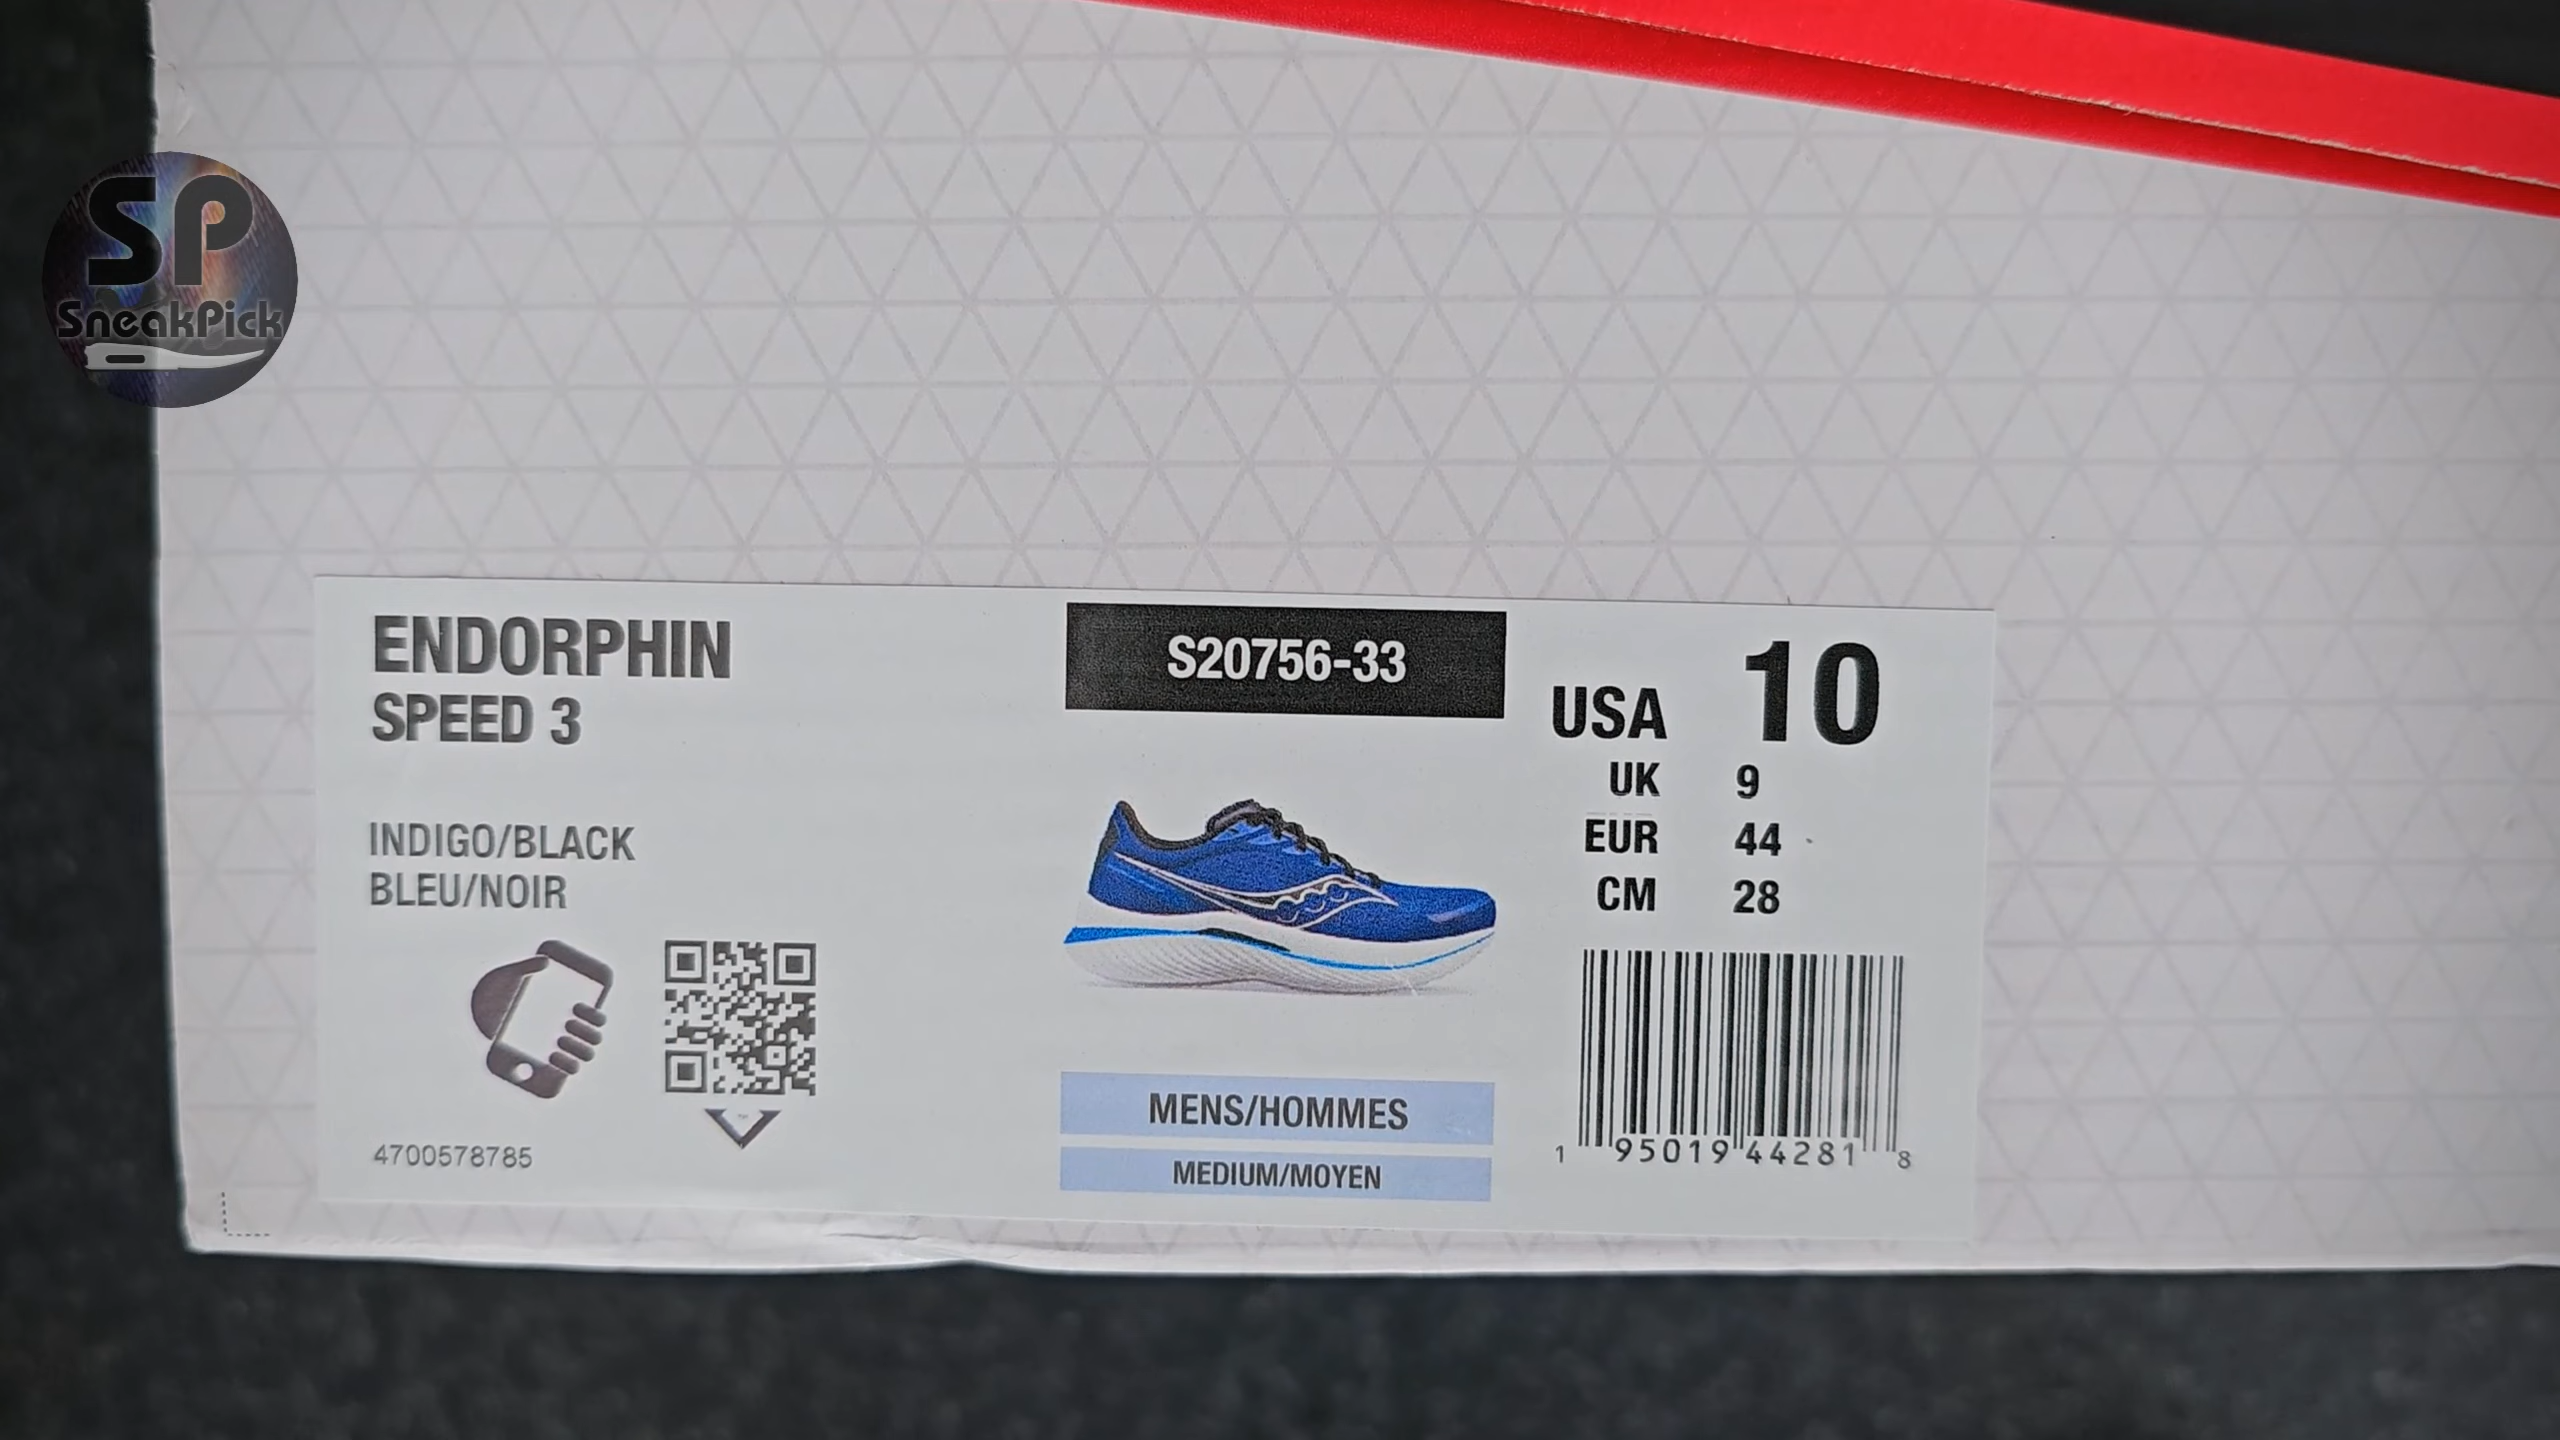 SP
SneakPick
ENDORPHIN
SPEED 3
INDIGO/BLACK
BLEU/NOIR
4700578785
S20756-33
MENS/HOMMES
MEDIUM/MOYEN
USA 10
UK 9
EUR 44
CM 28
1 95019 44281 8